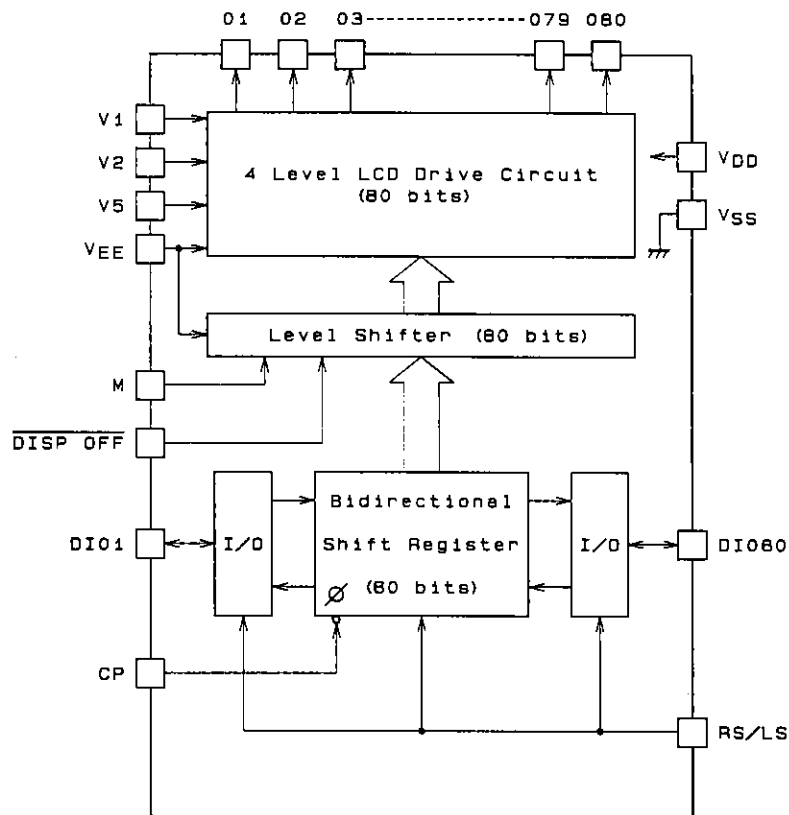 O1 O2 O3 --------------- O79 O80
V1
V2
V5
VEE
4 Level LCD Drive Circuit
(80 bits)
VDD
VSS
Level Shifter (80 bits)
M
DISP OFF
DIO1
I/O
Bidirectional
Shift Register
(80 bits)
Ø
I/O
DIO80
CP
RS/LS